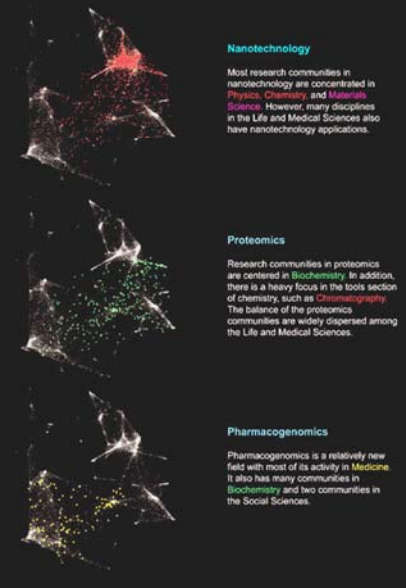 Nanotechnology
Most research communities in
nanotechnology are concentrated in
Physics, Chemistry, and Materials
Science. However, many disciplines
in the Life and Medical Sciences also
have nanotechnology applications.
Proteomics
Research communities in proteomics
are centered in Biochemistry. In addition,
there is a heavy focus in the tools section
of chemistry, such as Chromatography.
The balance of the proteomics
communities are widely dispersed among
the Life and Medical Sciences.
Pharmacogenomics
Pharmacogenomics is a relatively new
field with most of its activity in Medicine.
It also has many communities in
Biochemistry and two communities in
the Social Sciences.